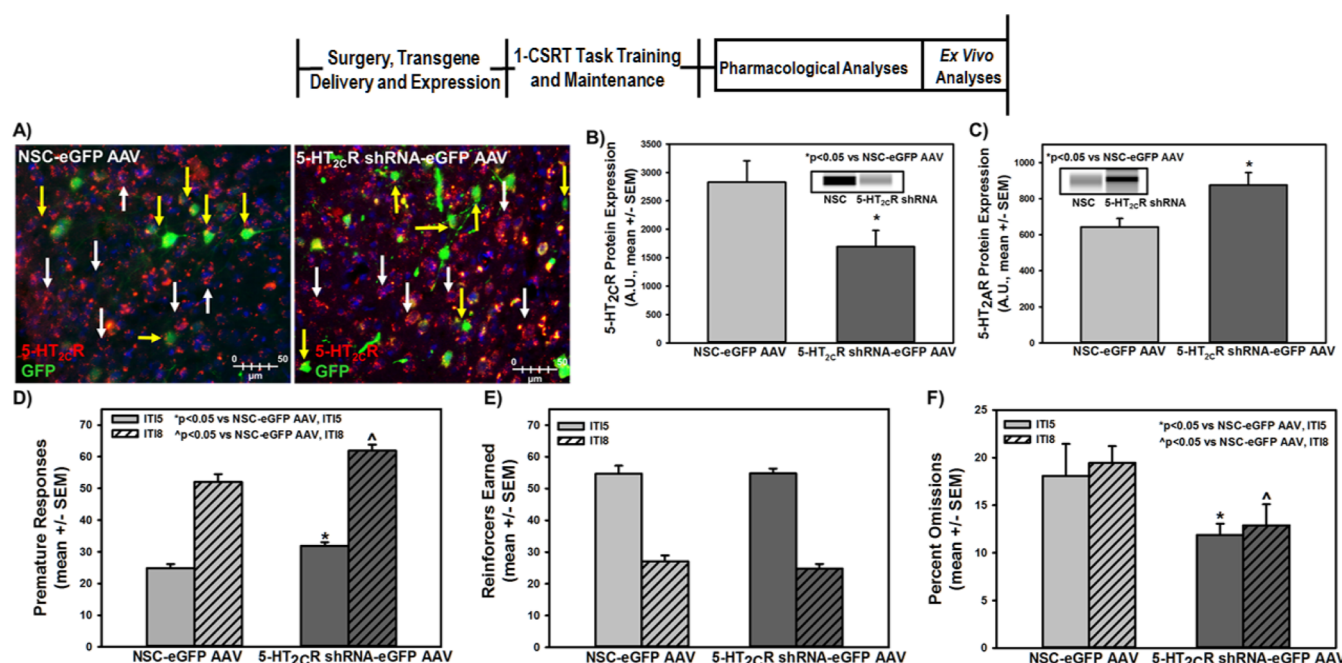 Surgery, Transgene
Delivery and Expression
1-CSRT Task Training
and Maintenance
Pharmacological Analyses
Ex Vivo
Analyses
A)
NSC-eGFP AAV
5-HT2CR
GFP
0 50
µm
5-HT2CR shRNA-eGFP AAV
5-HT2CR
GFP
0 50
µm
B)
5-HT2CR Protein Expression
(A.U., mean +/- SEM)
3500
3000
2500
2000
1500
1000
500
0
*p<0.05 vs NSC-eGFP AAV
NSC 5-HT2CR shRNA
*
NSC-eGFP AAV
5-HT2CR shRNA-eGFP AAV
C)
5-HT2AR Protein Expression
(A.U., mean +/- SEM)
1000
800
600
400
200
0
*p<0.05 vs NSC-eGFP AAV
NSC 5-HT2CR shRNA
*
NSC-eGFP AAV
5-HT2CR shRNA-eGFP AAV
D)
Premature Responses
(mean +/- SEM)
70
60
50
40
30
20
10
0
ITI5 *p<0.05 vs NSC-eGFP AAV, ITI5
ITI8 ^p<0.05 vs NSC-eGFP AAV, ITI8
*
^
NSC-eGFP AAV
5-HT2CR shRNA-eGFP AAV
E)
Reinforcers Earned
(mean +/- SEM)
70
60
50
40
30
20
10
0
ITI5
ITI8
NSC-eGFP AAV
5-HT2CR shRNA-eGFP AAV
F)
Percent Omissions
(mean +/- SEM)
25
20
15
10
5
0
ITI5 *p<0.05 vs NSC-eGFP AAV, ITI5
ITI8 ^p<0.05 vs NSC-eGFP AAV, ITI8
*
^
NSC-eGFP AAV
5-HT2CR shRNA-eGFP AAV